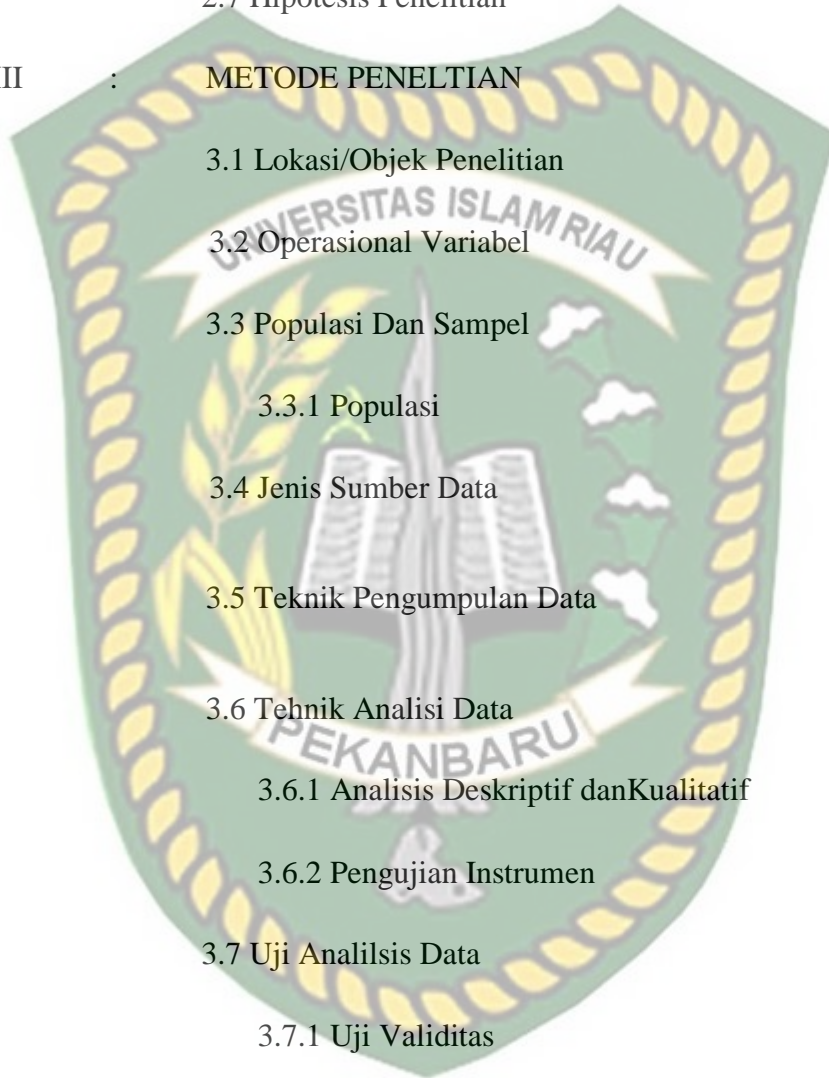 2.7 Hipotesis Penelitian
III : METODE PENELTIAN
3.1 Lokasi/Objek Penelitian
UNIVERSITAS ISLAM RIAU
3.2 Operasional Variabel
3.3 Populasi Dan Sampel
3.3.1 Populasi
3.4 Jenis Sumber Data
3.5 Teknik Pengumpulan Data
3.6 Tehnik Analisi Data
PEKANBARU
3.6.1 Analisis Deskriptif danKualitatif
3.6.2 Pengujian Instrumen
3.7 Uji Analilsis Data
3.7.1 Uji Validitas